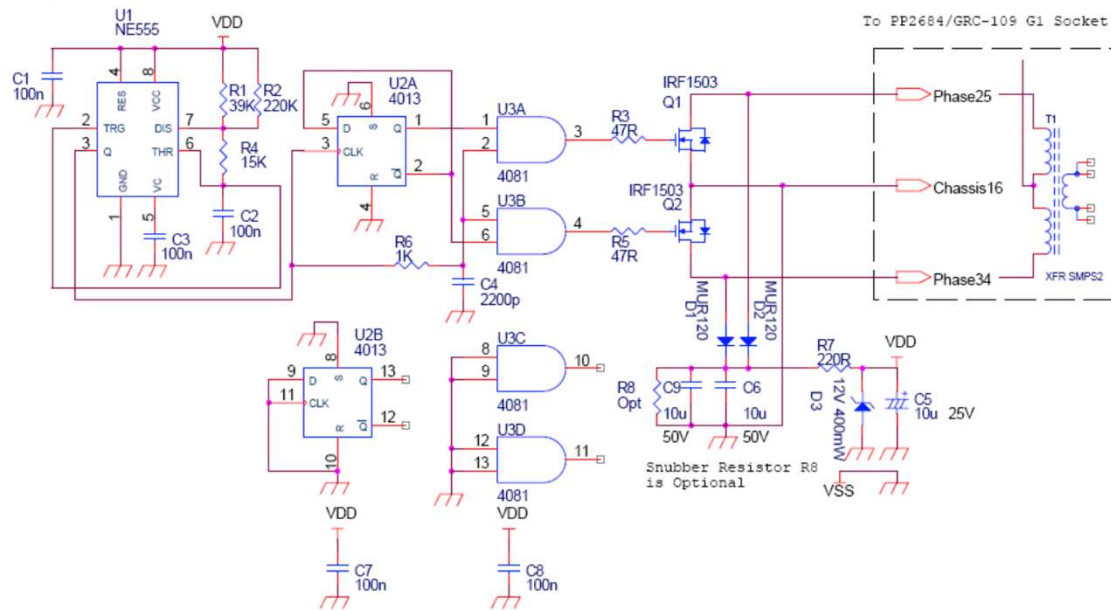 To PP2684/GRC-109 G1 Socket
U1
NE555
VDD
C1
100n
4
8
RES
VCC
2
TRG
DIS
7
3
Q
THR
6
GND
VC
1
5
R1
39K
R2
220K
R4
15K
C2
100n
C3
100n
U2A
4013
6
5
D
S
Q
1
3
CLK
Q
2
R
4
U3A
1
2
3
4081
U3B
5
6
4
4081
R3
47R
R5
47R
R6
1K
C4
2200p
IRF1503
Q1
IRF1503
Q2
Phase25
Chassis16
Phase34
T1
XFR SMPS2
MUR120
D1
MUR120
D2
U2B
4013
8
9
D
S
Q
13
11
CLK
Q
12
R
10
U3C
8
9
10
4081
U3D
12
13
11
4081
R8
Opt
C9
10u
50V
C6
10u
50V
R7
220R
12V 400mW
D3
VDD
C5
10u
25V
+
VSS
Snubber Resistor R8
is Optional
VDD
C7
100n
VDD
C8
100n